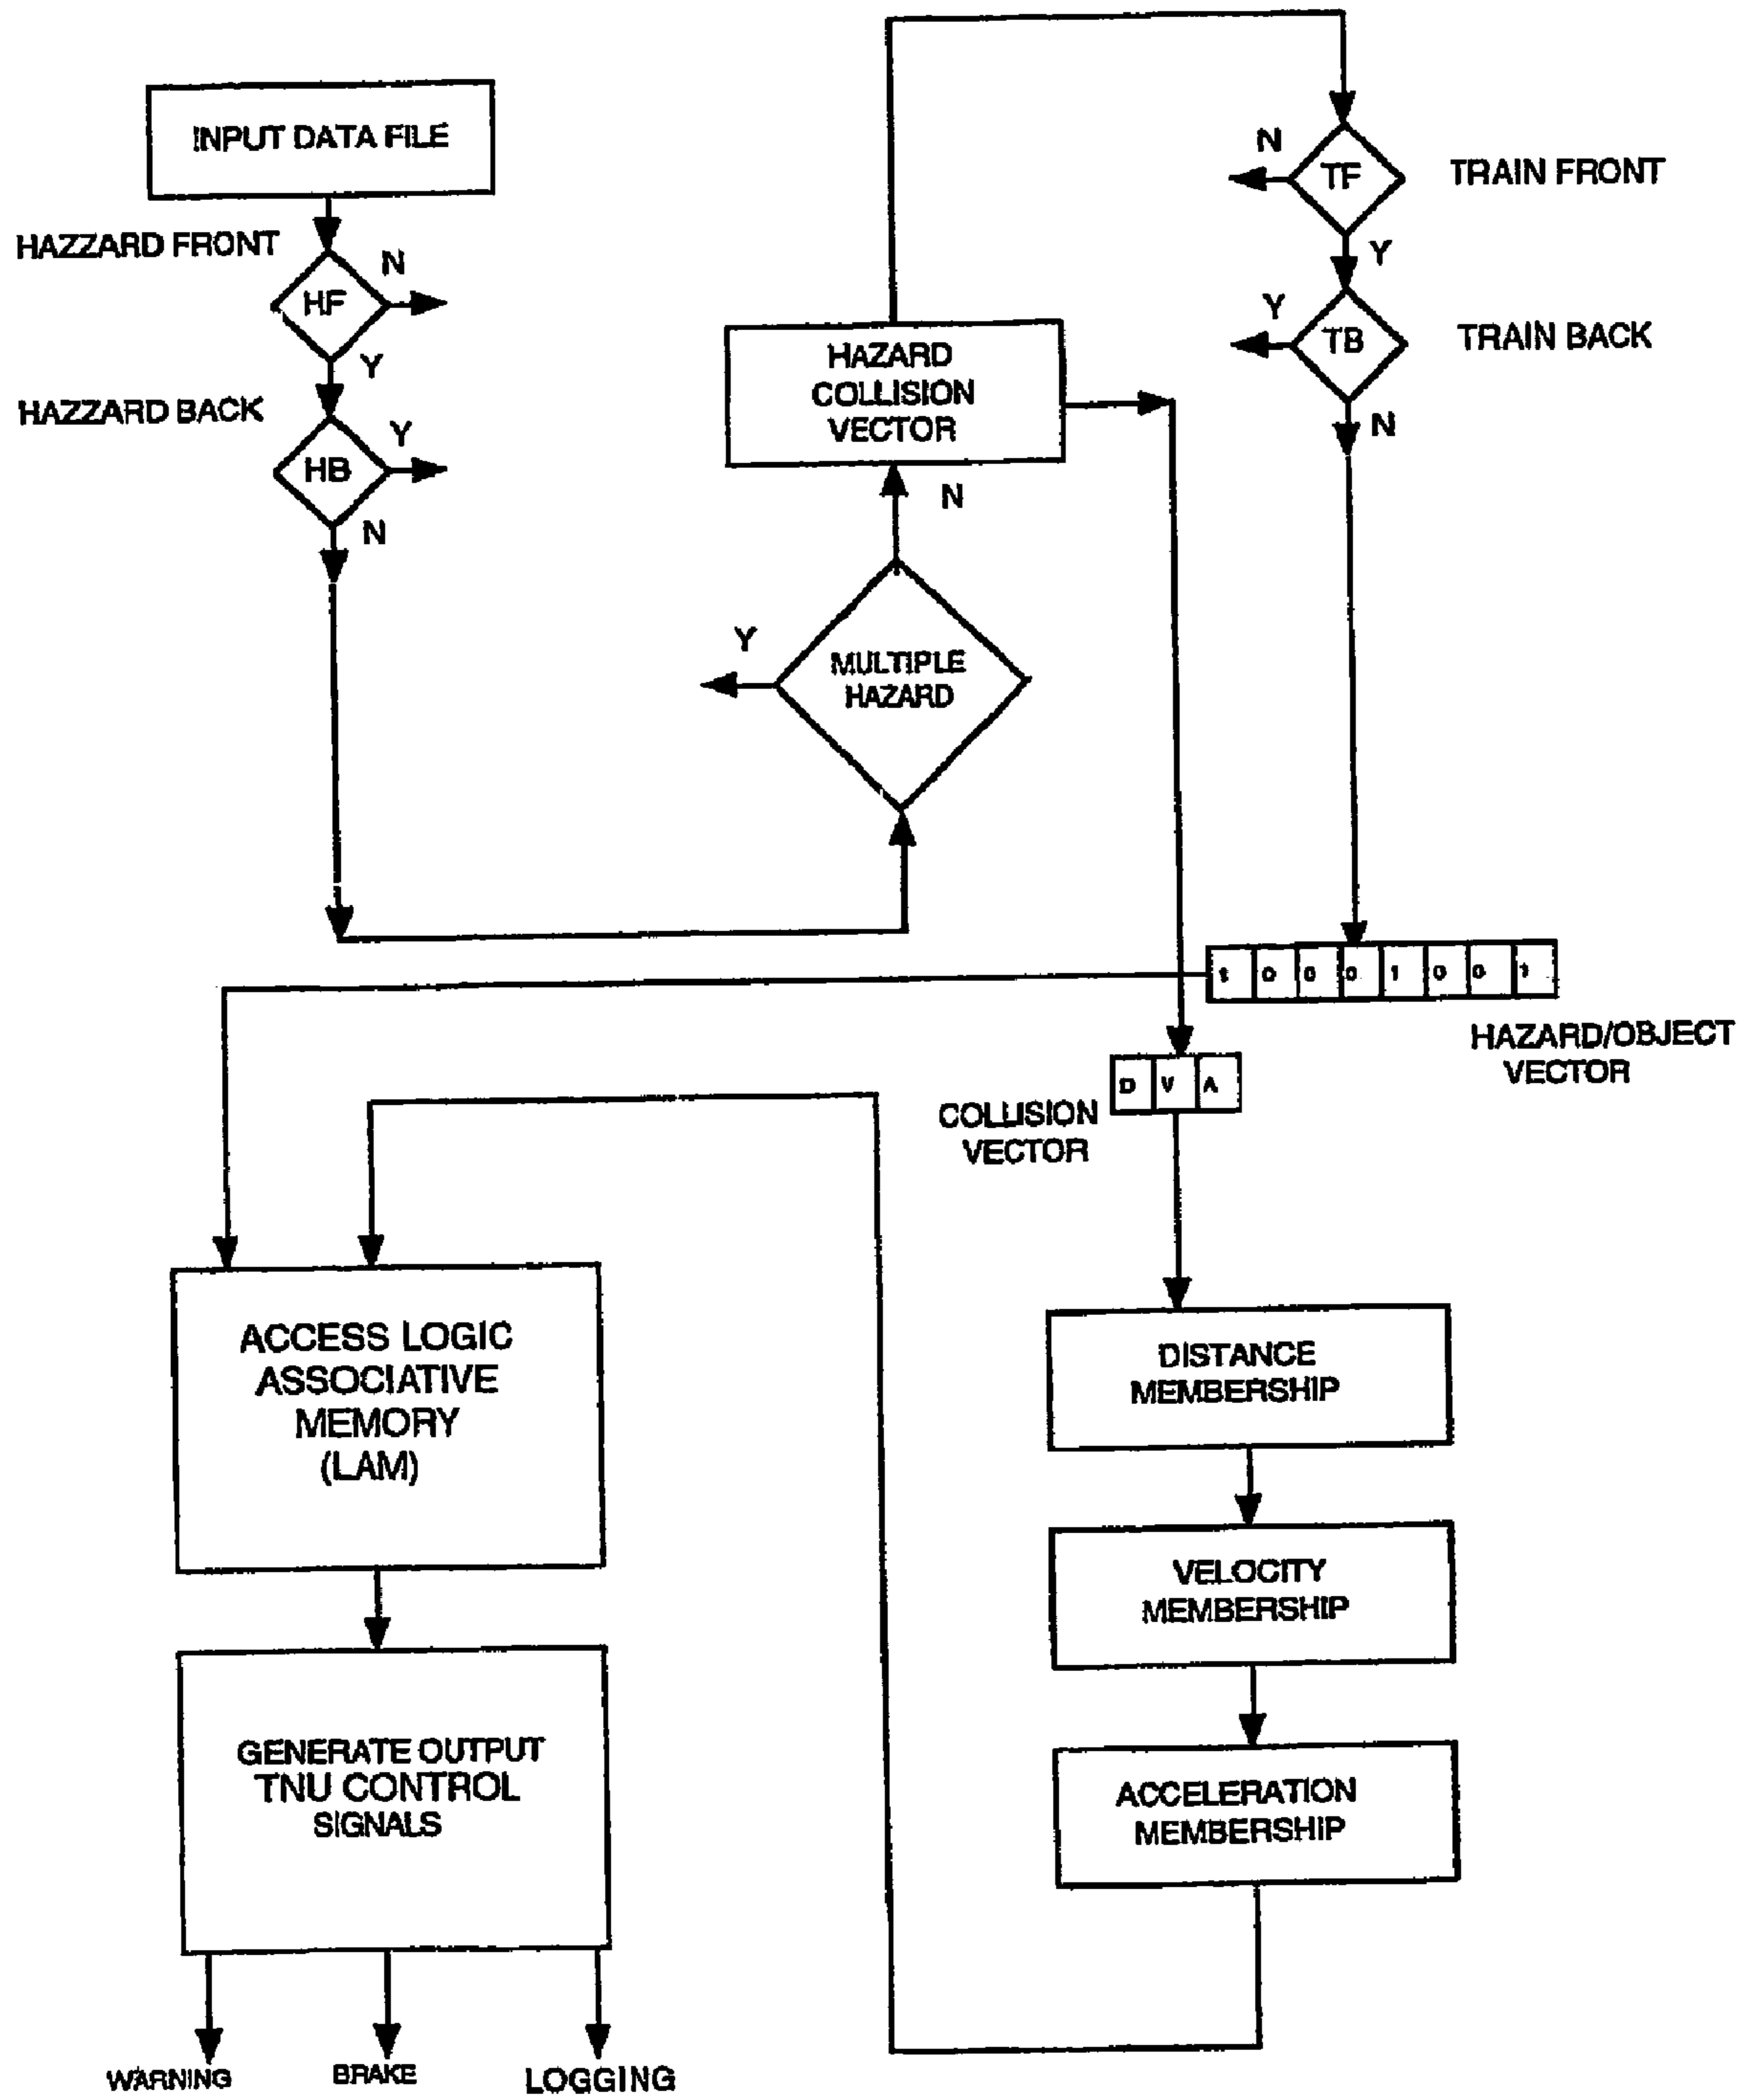 INPUT DATA FILE
HAZZARD FRONT
HF
N
Y
HAZZARD BACK
HB
Y
N
HAZARD
COLLISION
VECTOR
N
MULTIPLE
HAZARD
Y
N
TF
TRAIN FRONT
Y
Y
TB
TRAIN BACK
N
1 0 0 0 1 0 0 1
HAZARD/OBJECT
VECTOR
D V A
COLLISION
VECTOR
DISTANCE
MEMBERSHIP
VELOCITY
MEMBERSHIP
ACCELERATION
MEMBERSHIP
ACCESS LOGIC
ASSOCIATIVE
MEMORY
(LAM)
GENERATE OUTPUT
TNU CONTROL
SIGNALS
WARNING
BRAKE
LOGGING